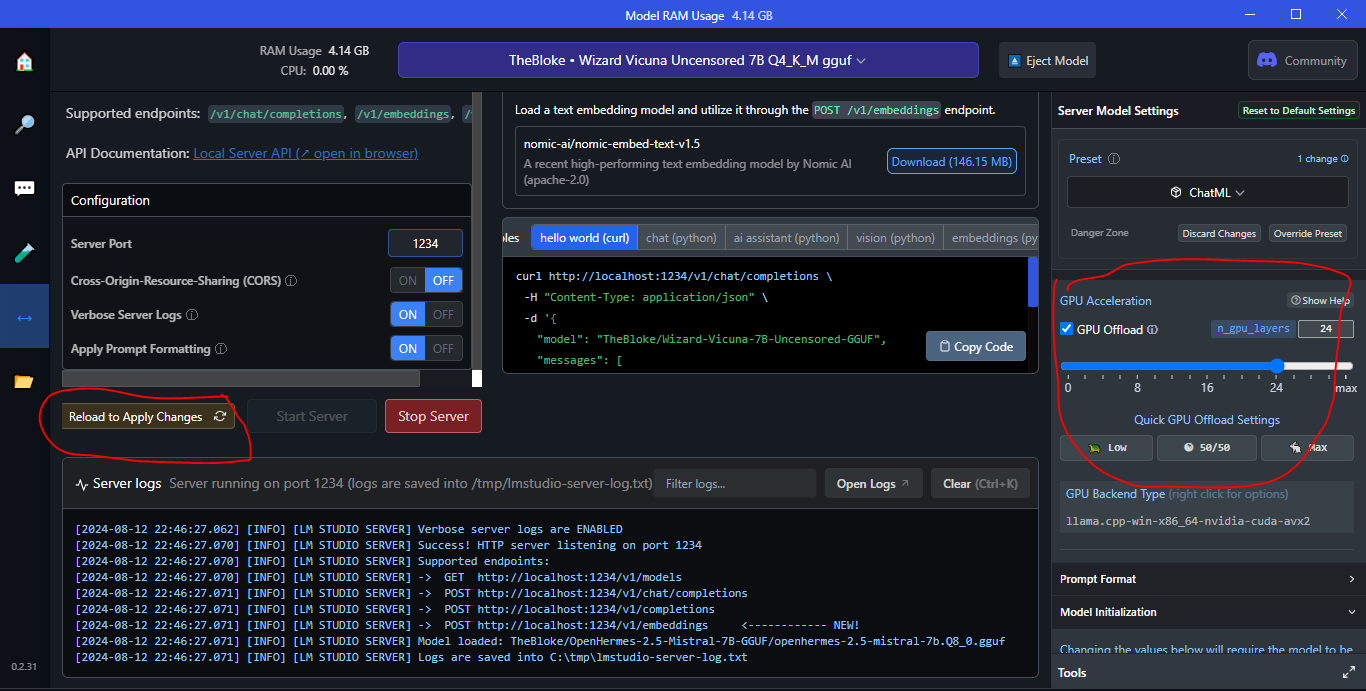 Model RAM Usage 4.14 GB
RAM Usage 4.14 GB
CPU: 0.00 %
TheBloke • Wizard Vicuna Uncensored 7B Q4_K_M gguf
Eject Model
Community
Supported endpoints: /v1/chat/completions, /v1/embeddings, /v
API Documentation: Local Server API (↗ open in browser)
Configuration
Server Port 1234
Cross-Origin-Resource-Sharing (CORS) ON OFF
Verbose Server Logs ON OFF
Apply Prompt Formatting ON OFF
Reload to Apply Changes
Start Server
Stop Server
Load a text embedding model and utilize it through the POST /v1/embeddings endpoint.
nomic-ai/nomic-embed-text-v1.5
A recent high-performing text embedding model by Nomic AI
(apache-2.0)
Download (146.15 MB)
ples hello world (curl) chat (python) ai assistant (python) vision (python) embeddings (py
curl http://localhost:1234/v1/chat/completions \
-H "Content-Type: application/json" \
-d '{
"model": "TheBloke/Wizard-Vicuna-7B-Uncensored-GGUF",
"messages": [
Copy Code
Server logs Server running on port 1234 (logs are saved into /tmp/lmstudio-server-log.txt)
Filter logs...
Open Logs ↗
Clear (Ctrl+K)
[2024-08-12 22:46:27.062] [INFO] [LM STUDIO SERVER] Verbose server logs are ENABLED
[2024-08-12 22:46:27.070] [INFO] [LM STUDIO SERVER] Success! HTTP server listening on port 1234
[2024-08-12 22:46:27.070] [INFO] [LM STUDIO SERVER] Supported endpoints:
[2024-08-12 22:46:27.070] [INFO] [LM STUDIO SERVER] -> GET http://localhost:1234/v1/models
[2024-08-12 22:46:27.071] [INFO] [LM STUDIO SERVER] -> POST http://localhost:1234/v1/chat/completions
[2024-08-12 22:46:27.071] [INFO] [LM STUDIO SERVER] -> POST http://localhost:1234/v1/completions
[2024-08-12 22:46:27.071] [INFO] [LM STUDIO SERVER] -> POST http://localhost:1234/v1/embeddings <------------ NEW!
[2024-08-12 22:46:27.071] [INFO] [LM STUDIO SERVER] Model loaded: TheBloke/OpenHermes-2.5-Mistral-7B-GGUF/openhermes-2.5-mistral-7b.Q8_0.gguf
[2024-08-12 22:46:27.071] [INFO] [LM STUDIO SERVER] Logs are saved into C:\tmp\lmstudio-server-log.txt
0.2.31
Server Model Settings
Reset to Default Settings
Preset
1 change
ChatML
Danger Zone
Discard Changes
Override Preset
GPU Acceleration
Show Help
GPU Offload
n_gpu_layers 24
0 8 16 24 max
Quick GPU Offload Settings
Low
50/50
Max
GPU Backend Type (right click for options)
llama.cpp-win-x86_64-nvidia-cuda-avx2
Prompt Format
Model Initialization
Changing the values below will require the model to be
Tools